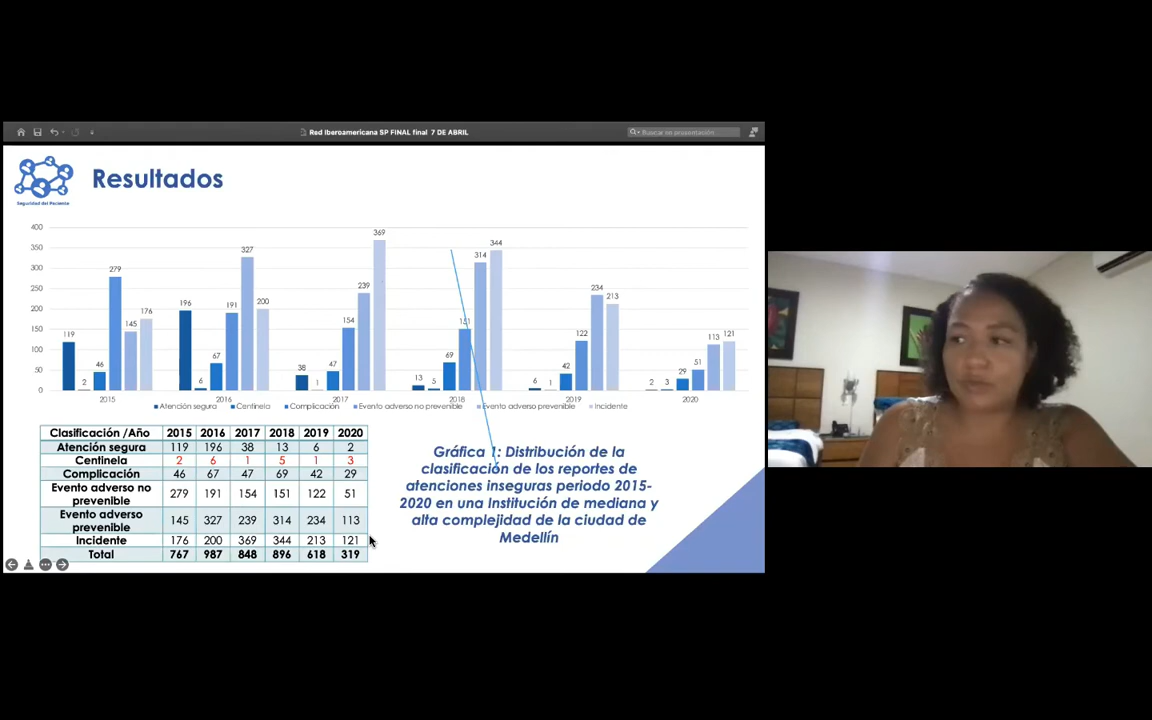 Red Iberoamericana SP FINAL final 7 DE ABRIL
Buscar en presentación
Seguridad del Paciente
Resultados
400
350
300
250
200
150
100
50
0
119 2 46 279 145 176
196 6 67 191 327 200
38 1 47 154 239 369
13 5 69 151 314 344
6 1 42 122 234 213
2 3 29 51 113 121
2015 2016 2017 2018 2019 2020
Atención segura Centinela Complicación Evento adverso no prevenible Evento adverso prevenible Incidente
Clasificación /Año 2015 2016 2017 2018 2019 2020
Atención segura 119 196 38 13 6 2
Centinela 2 6 1 5 1 3
Complicación 46 67 47 69 42 29
Evento adverso no
prevenible 279 191 154 151 122 51
Evento adverso
prevenible 145 327 239 314 234 113
Incidente 176 200 369 344 213 121
Total 767 987 848 896 618 319
Gráfica 1: Distribución de la
clasificación de los reportes de
atenciones inseguras periodo 2015-
2020 en una Institución de mediana y
alta complejidad de la ciudad de
Medellín